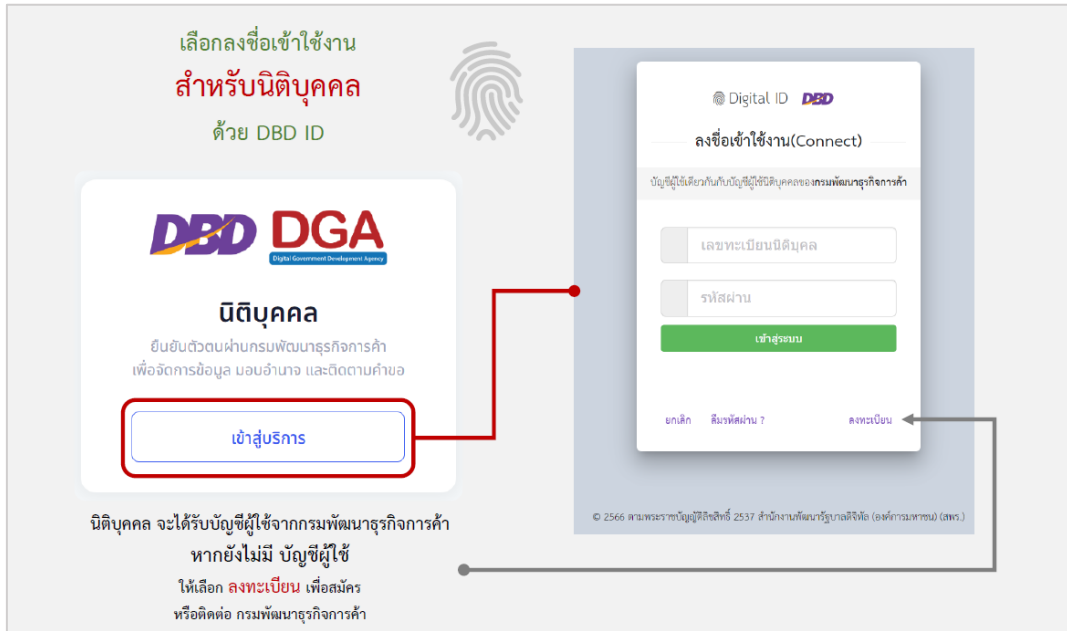 เลือกลงชื่อเข้าใช้งาน
สำหรับนิติบุคคล
ด้วย DBD ID
DBD DGA
Digital Government Development Agency
นิติบุคคล
ยืนยันตัวตนผ่านกรมพัฒนาธุรกิจการค้า
เพื่อจัดการข้อมูล มอบอำนาจ และติดตามคำขอ
เข้าสู่บริการ
นิติบุคคล จะได้รับบัญชีผู้ใช้จากกรมพัฒนาธุรกิจการค้า
หากยังไม่มี บัญชีผู้ใช้
ให้เลือก ลงทะเบียน เพื่อสมัคร
หรือติดต่อ กรมพัฒนาธุรกิจการค้า
Digital ID DBD
ลงชื่อเข้าใช้งาน(Connect)
บัญชีผู้ใช้เดียวกันกับบัญชีผู้ใช้นิติบุคคลของกรมพัฒนาธุรกิจการค้า
เลขทะเบียนนิติบุคล
รหัสผ่าน
เข้าสู่ระบบ
ยกเลิก ลืมรหัสผ่าน ? ลงทะเบียน
© 2566 ตามพระราชบัญญัติลิขสิทธิ์ 2537 สำนักงานพัฒนารัฐบาลดิจิทัล (องค์การมหาชน) (สพร.)